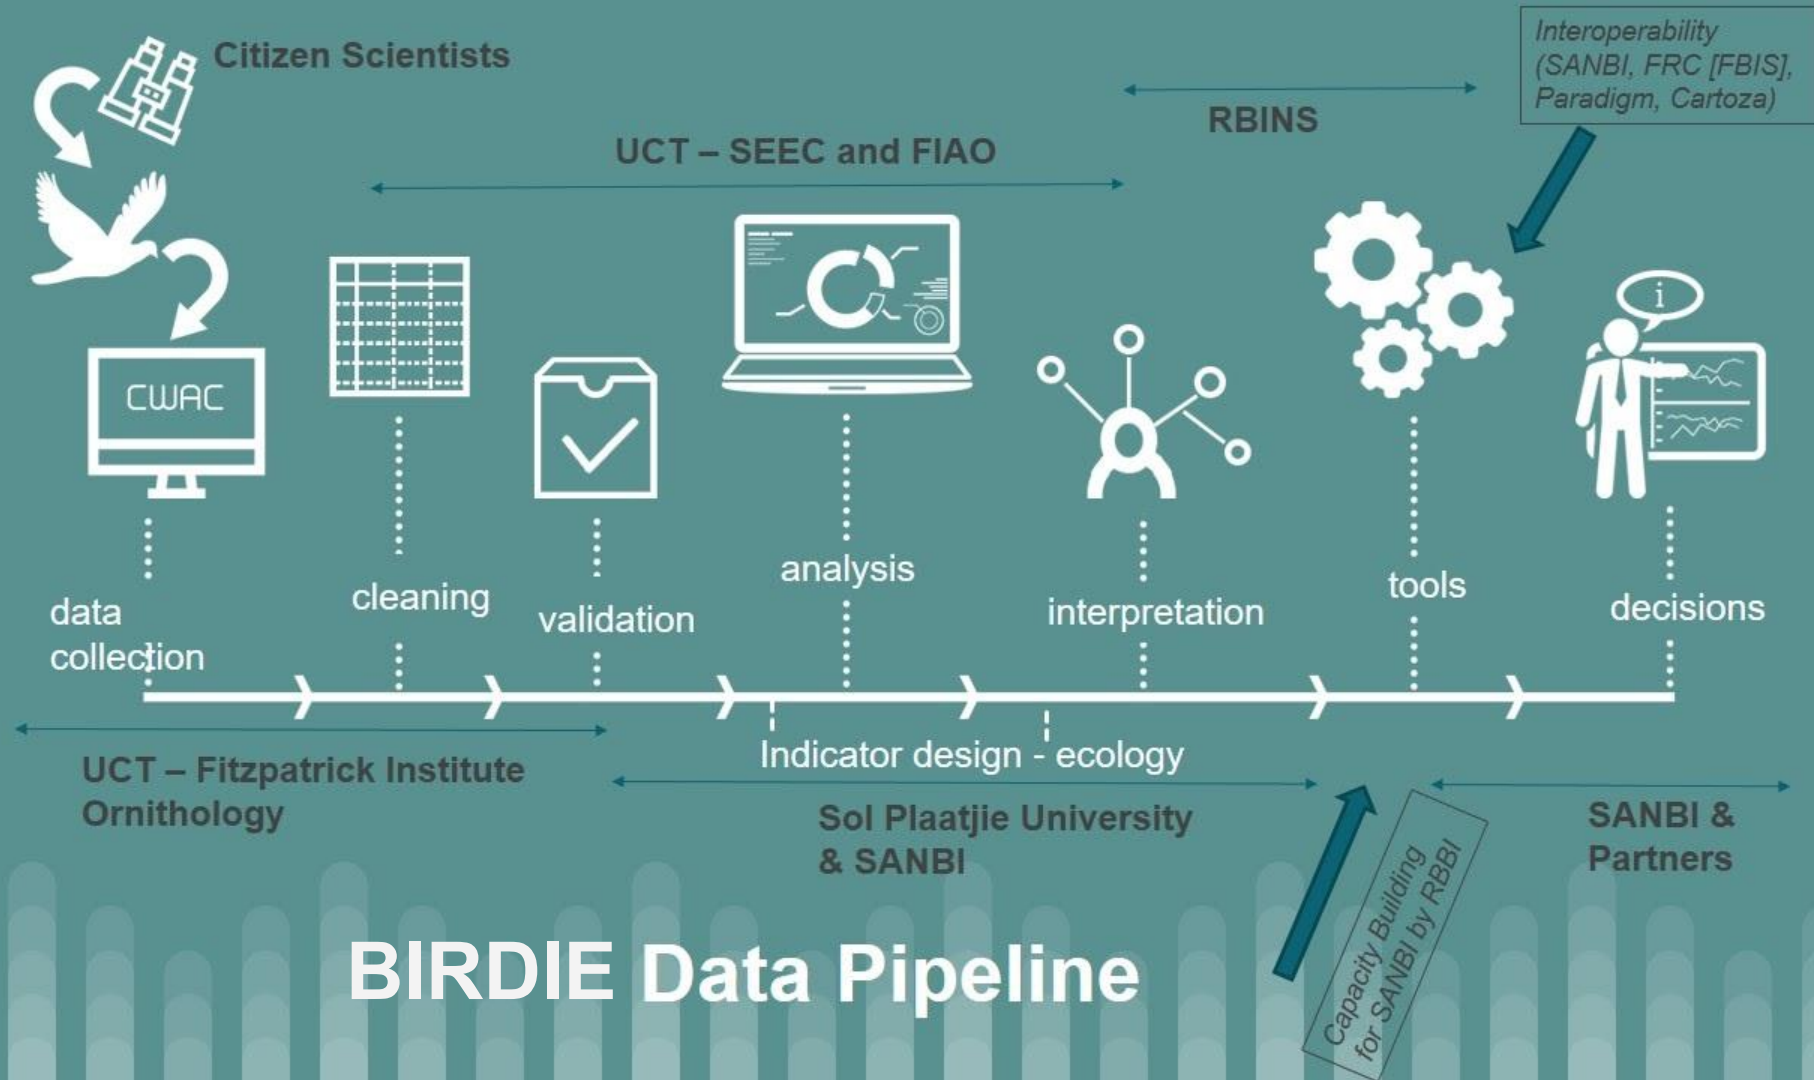 Citizen Scientists
Interoperability
(SANBI, FRC [FBIS],
Paradigm, Cartoza)
RBINS
UCT – SEEC and FIAO
i
CWAC
analysis
tools
cleaning
data
collection
validation
interpretation
decisions
Indicator design - ecology
UCT – Fitzpatrick Institute
Ornithology
Sol Plaatjie University
& SANBI
SANBI &
Partners
Capacity Building
for SANBI by RBBI
BIRDIE Data Pipeline